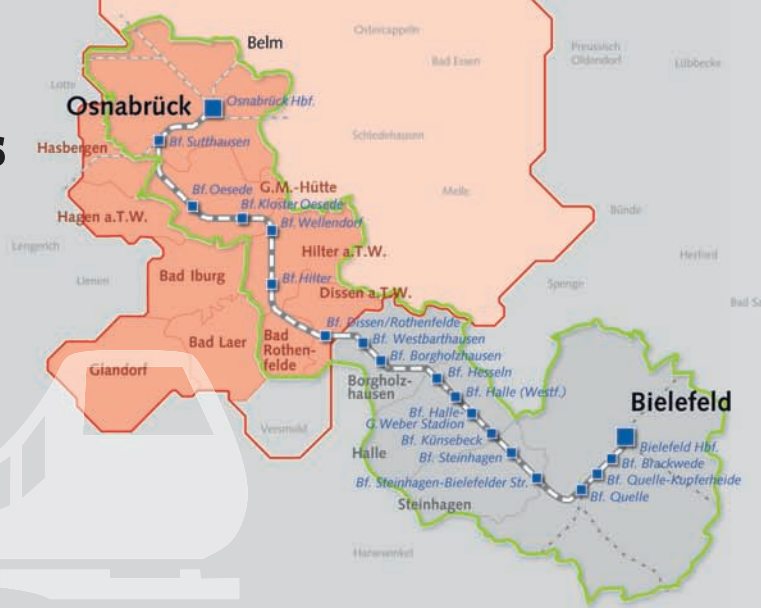 Ostercappeln
Belm
Preussisch
Oldendorf
Bad Essen
Lübbecke
Lotte
Osnabrück
Osnabrück Hbf.
s
Schledehausen
Bf. Sutthausen
Hasbergen
Bf. Oesede
G.M.-Hütte
Melle
Bf. Kloster Oesede
Bünde
Hagen a.T.W.
Bf. Wellendorf
Lengerich
Hilter a.T.W.
Herford
Bad Iburg
Lienen
Bf. Hilter
Spenge
Dissen a.T.W.
Bad Sa
Bf. Dissen/Rothenfelde
Bad Laer
Bad
Rothen-
felde
Bf. Westbarthausen
Bf. Borgholzhausen
Glandorf
Bf. Hesseln
Borgholz-
hausen
Bf. Halle (Westf.)
Bielefeld
Bf. Halle-
G.Weber Stadion
Versmold
Bf. Künsebeck
Bielefeld Hbf.
Halle
Bf. Steinhagen
Bf. Brackwede
Bf. Steinhagen-Bielefelder Str.
Bf. Quelle-Kupferheide
Bf. Quelle
Steinhagen
Harsewinkel